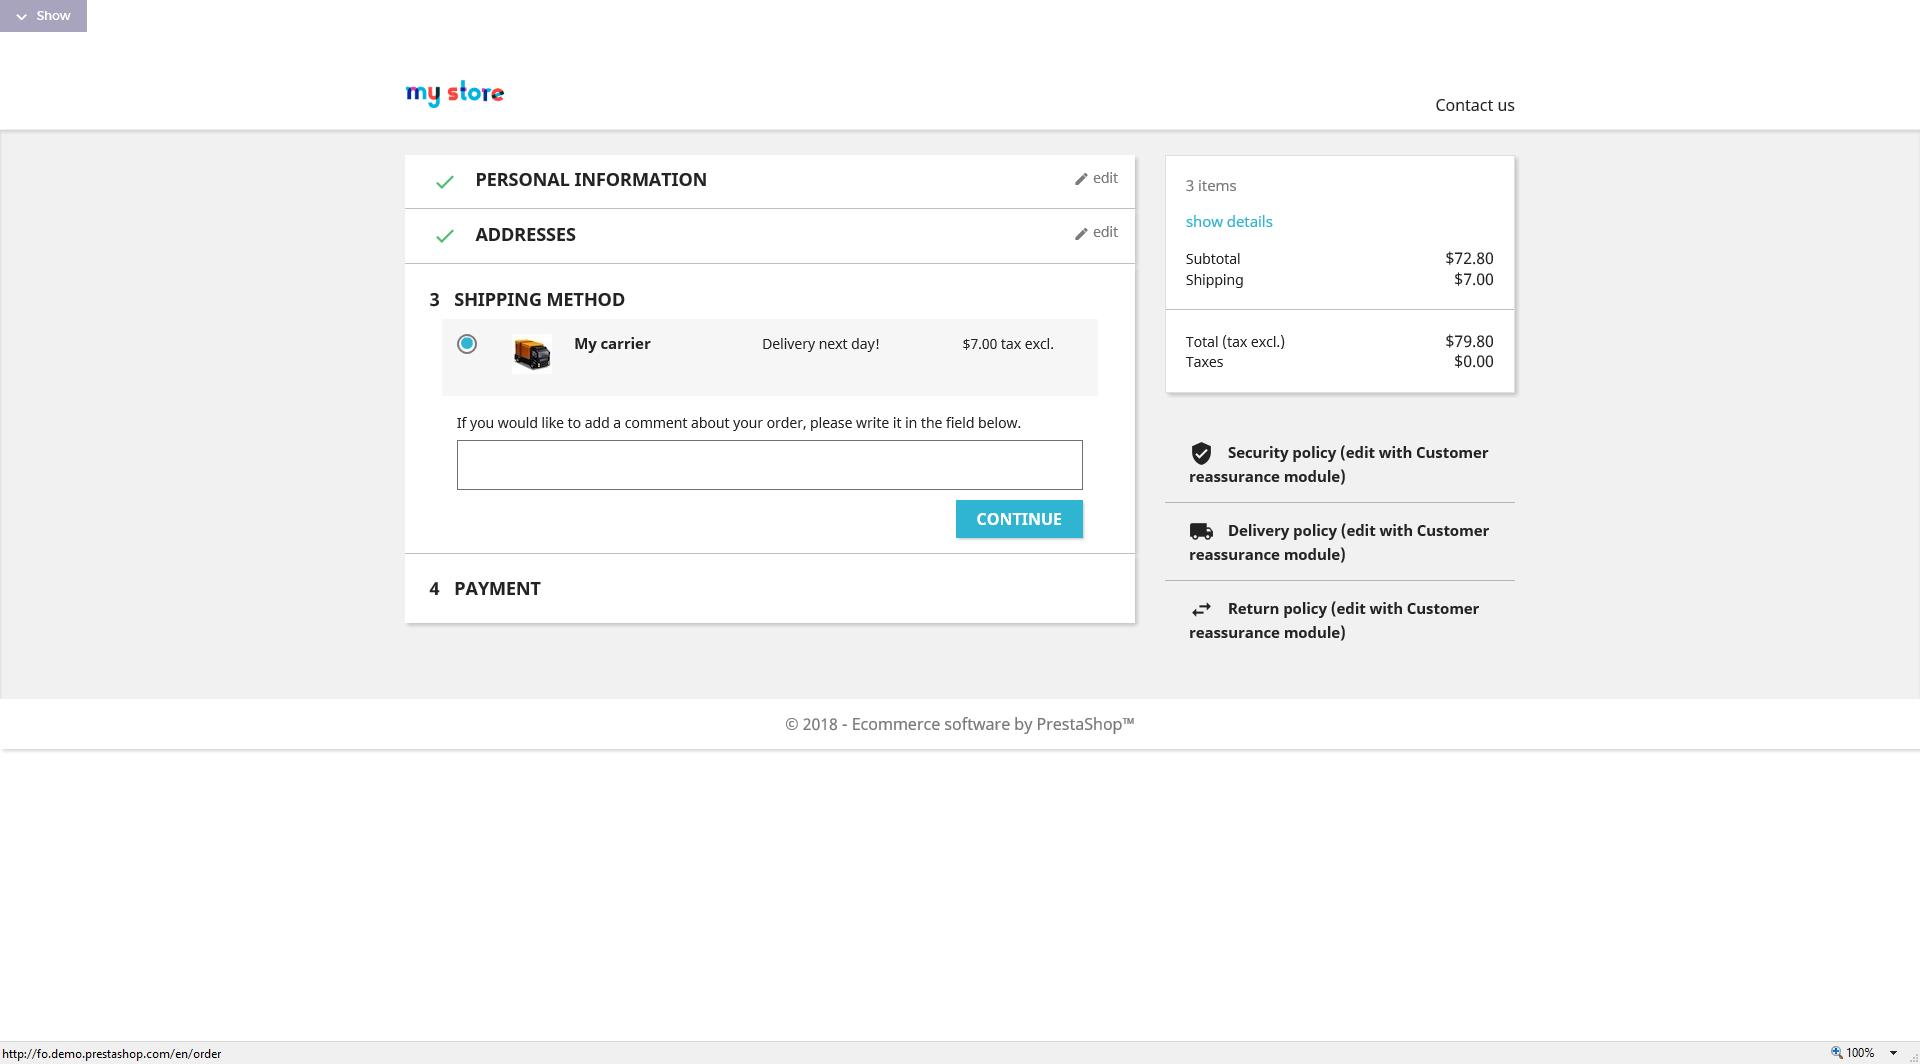 Show
my store
Contact us
PERSONAL INFORMATION
edit
ADDRESSES
edit
3 SHIPPING METHOD
My carrier Delivery next day! $7.00 tax excl.
If you would like to add a comment about your order, please write it in the field below.
CONTINUE
4 PAYMENT
3 items
show details
Subtotal $72.80
Shipping $7.00
Total (tax excl.) $79.80
Taxes $0.00
Security policy (edit with Customer
reassurance module)
Delivery policy (edit with Customer
reassurance module)
Return policy (edit with Customer
reassurance module)
© 2018 - Ecommerce software by PrestaShop™
http://fo.demo.prestashop.com/en/order
100%